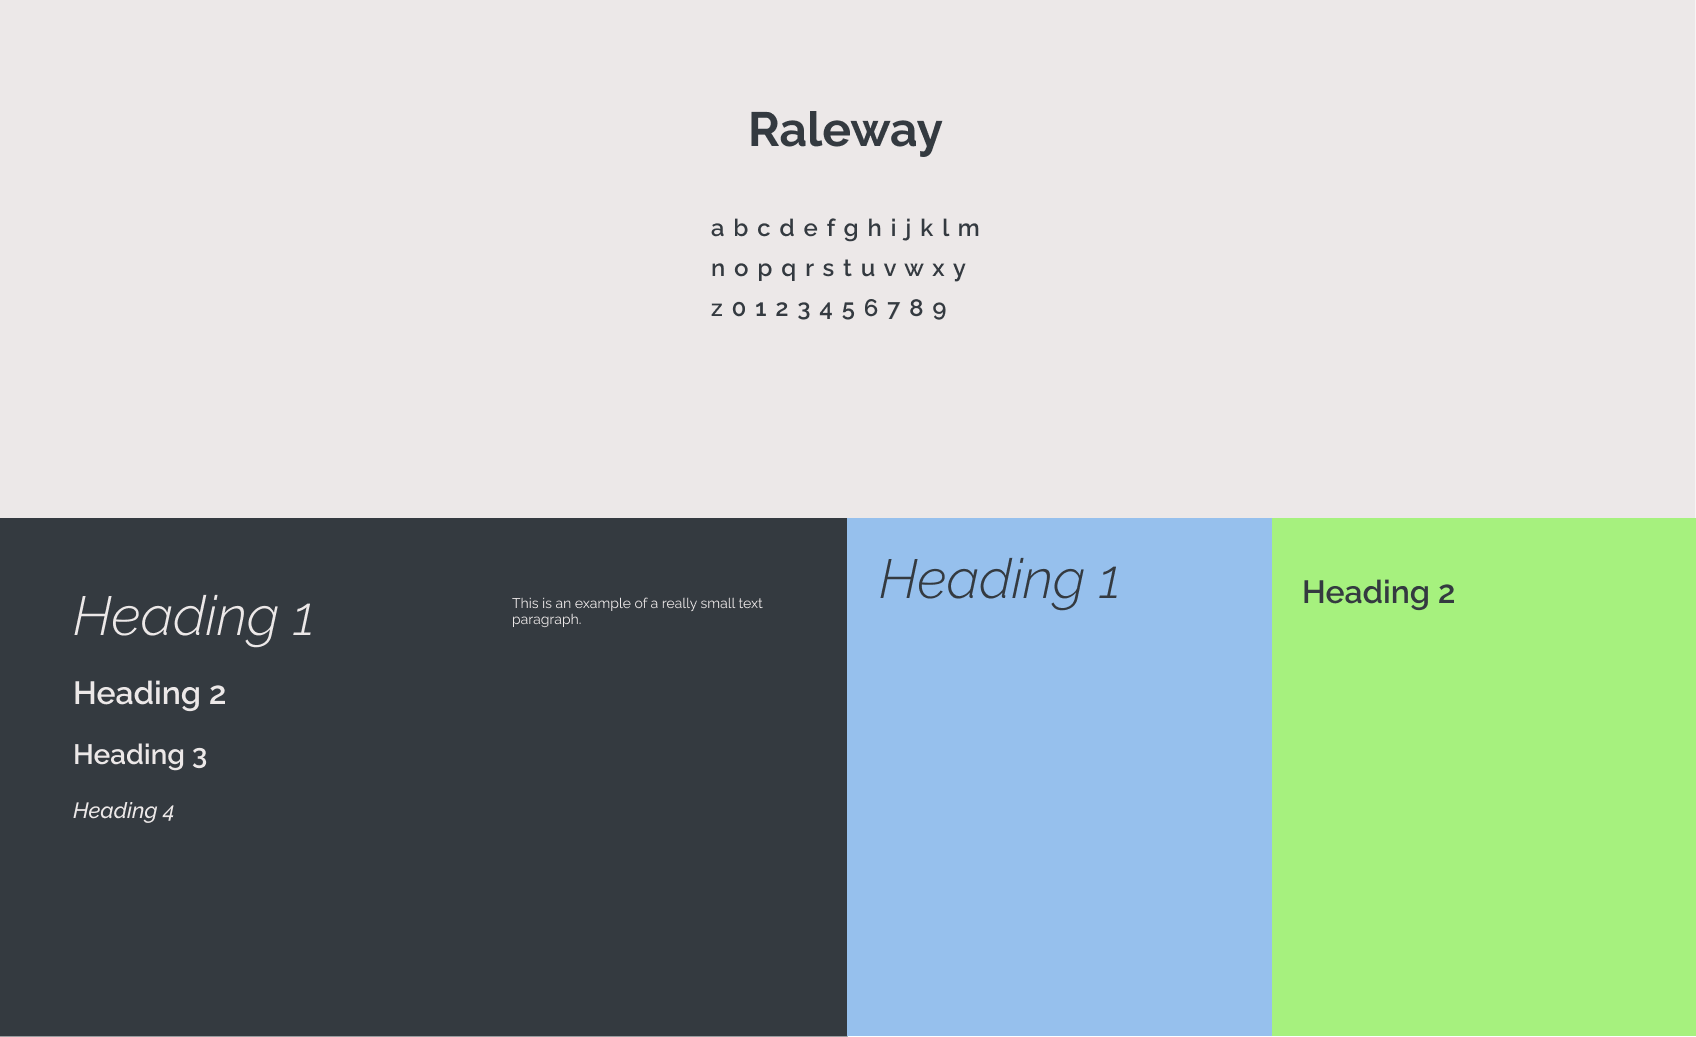 Raleway
a b c d e f g h i j k l m
n o p q r s t u v w x y
z 0 1 2 3 4 5 6 7 8 9
Heading 1
Heading 2
Heading 3
Heading 4
This is an example of a really small text
paragraph.
Heading 1
Heading 2